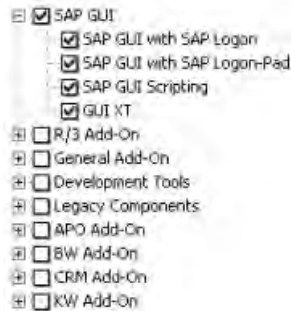 SAP GUI
SAP GUI with SAP Logon
SAP GUI with SAP Logon-Pad
SAP GUI Scripting
GUI XT
R/3 Add-On
General Add-On
Development Tools
Legacy Components
APO Add-On
BW Add-On
CRM Add-On
KW Add-On